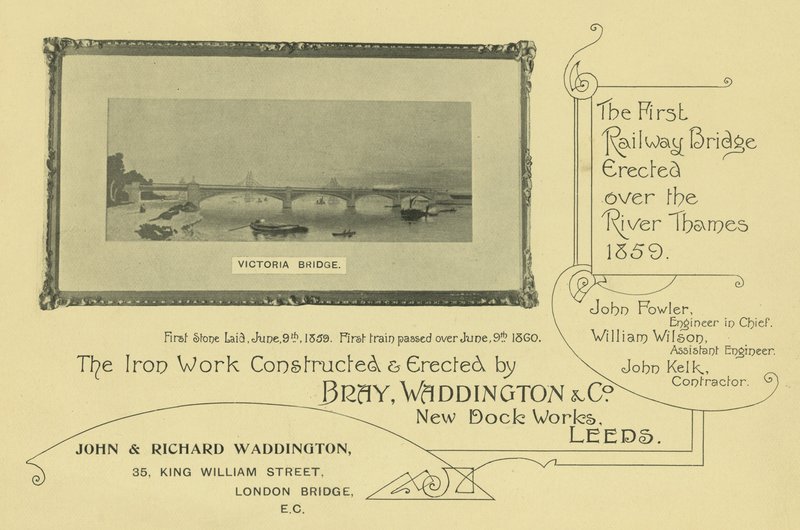 VICTORIA BRIDGE.
The First
Railway Bridge
Erected
over the
River Thames
1859.
John Fowler,
Engineer in Chief.
William Wilson,
Assistant Engineer.
John Kelk,
Contractor.
First Stone Laid, June, 9th, 1859. First train passed over June, 9th 1860.
The Iron Work Constructed & Erected by
BRAY, WADDINGTON & Co
New Dock Works,
LEEDS.
JOHN & RICHARD WADDINGTON,
35, KING WILLIAM STREET,
LONDON BRIDGE,
E.C.